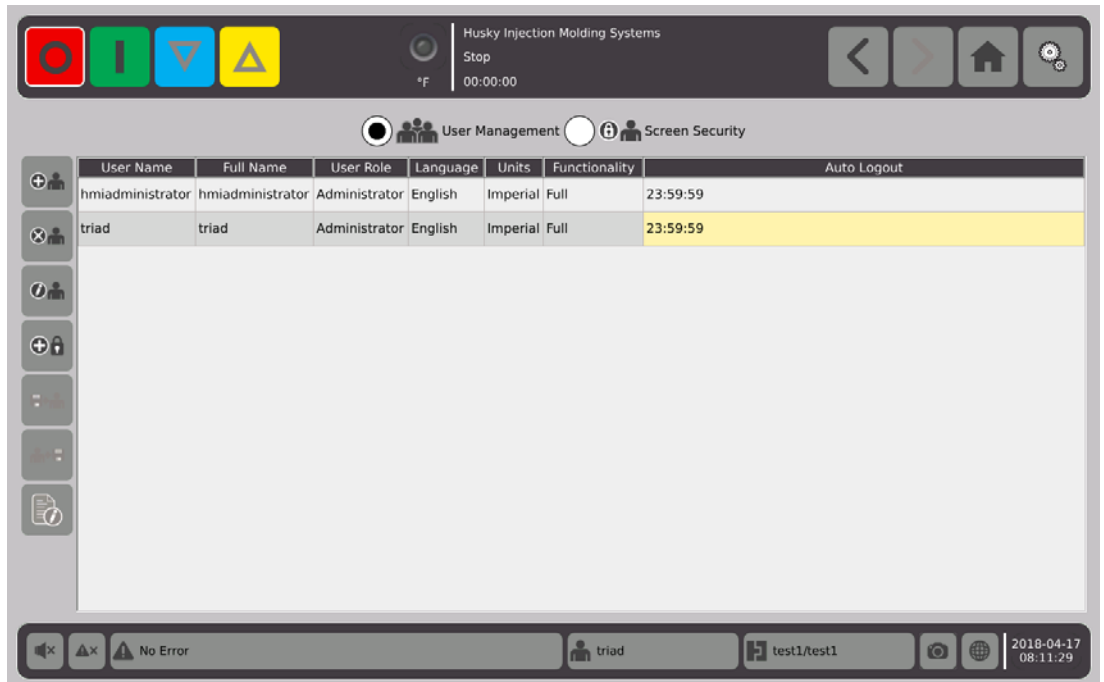 Husky Injection Molding Systems
Stop
°F 00:00:00
User Management Screen Security
User Name Full Name User Role Language Units Functionality Auto Logout
hmiadministrator hmiadministrator Administrator English Imperial Full 23:59:59
triad triad Administrator English Imperial Full 23:59:59
No Error triad test1/test1 2018-04-17
08:11:29